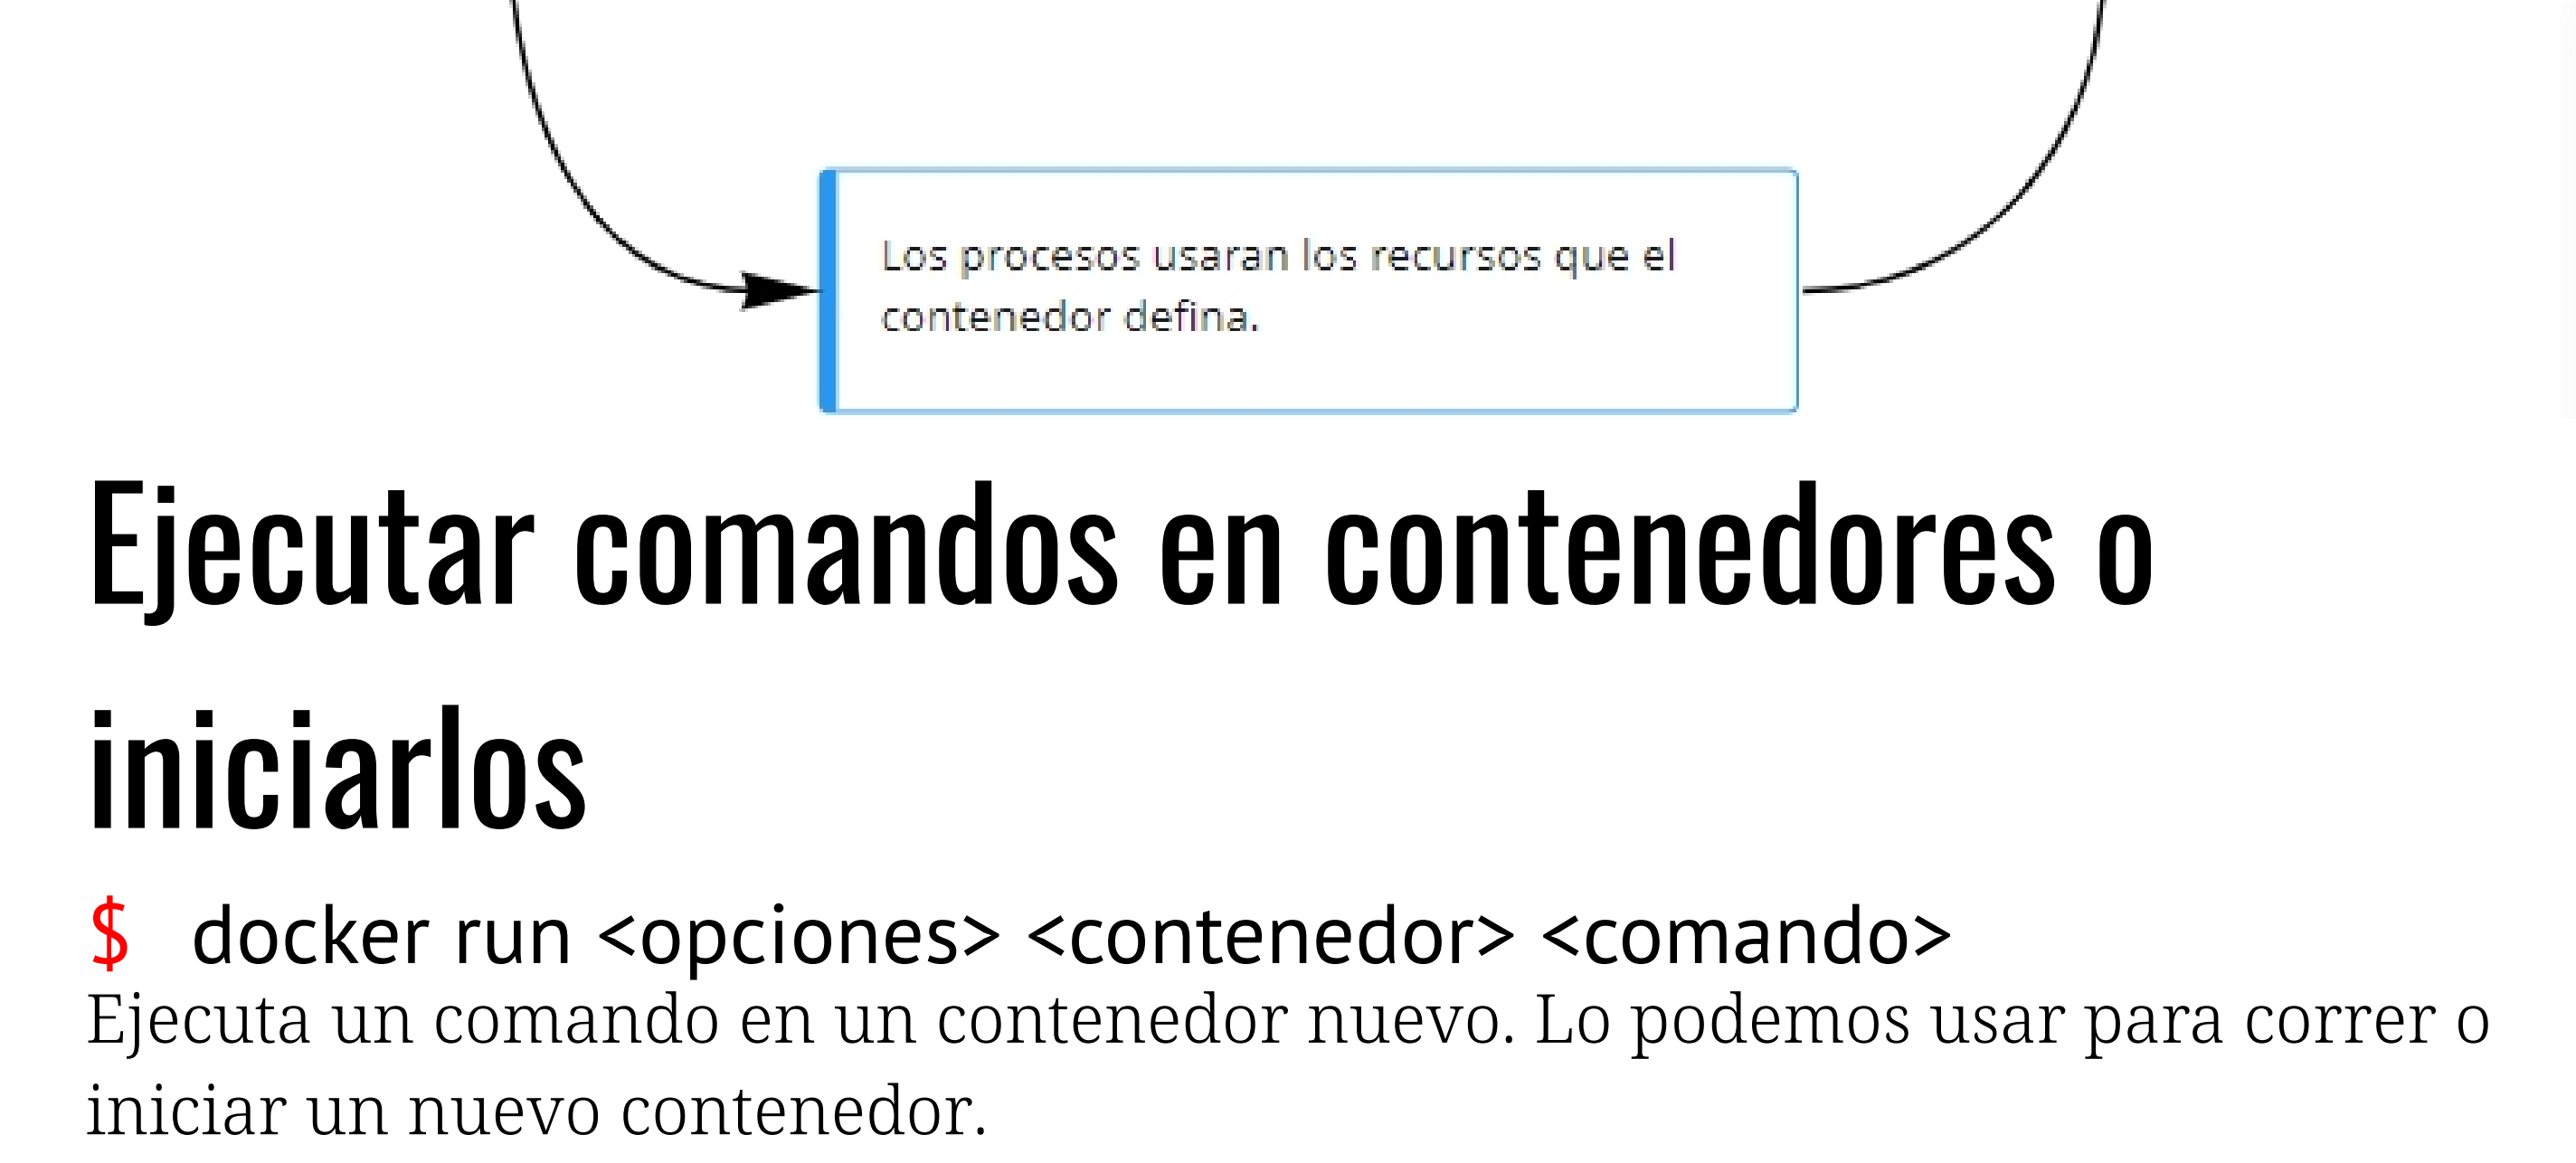 Los procesos usaran los recursos que el
contenedor defina.
Ejecutar comandos en contenedores o
iniciarlos
$ docker run <opciones> <contenedor> <comando>
Ejecuta un comando en un contenedor nuevo. Lo podemos usar para correr o
iniciar un nuevo contenedor.